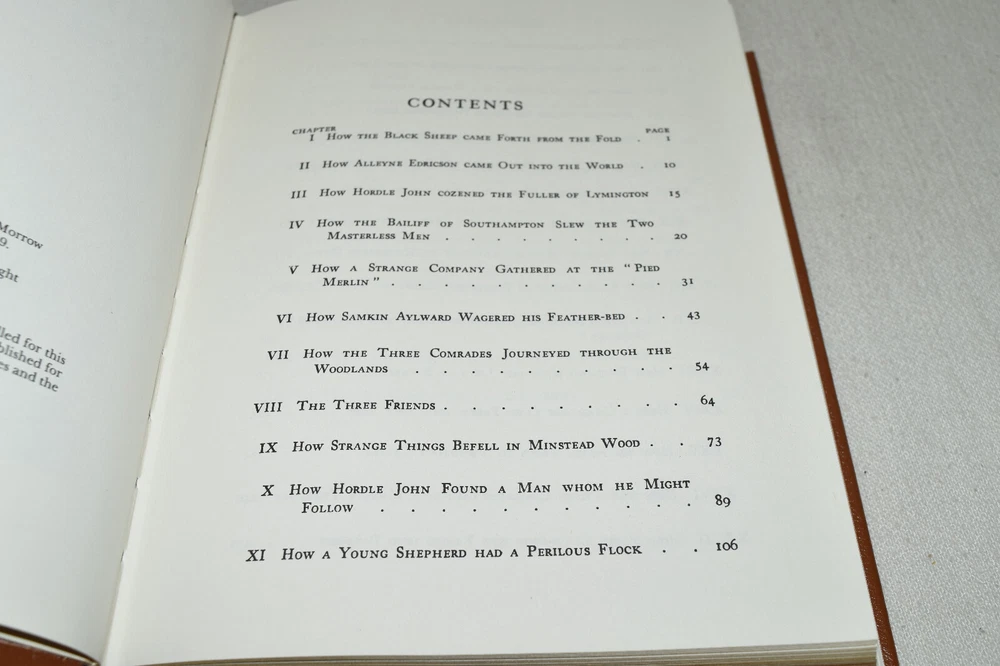 Morrow
9.
ght
lled for this
blished for
es and the
CONTENTS
CHAPTER PAGE
I How the Black Sheep came Forth from the Fold . 1
II How Alleyne Edricson came Out into the World . 10
III How Hordle John cozened the Fuller of Lymington 15
IV How the Bailiff of Southampton Slew the Two
Masterless Men . . . . . . . . 20
V How a Strange Company Gathered at the "Pied
Merlin" . . . . . . . . . . 31
VI How Samkin Aylward Wagered his Feather-bed . . 43
VII How the Three Comrades Journeyed through the
Woodlands . . . . . . . . . 54
VIII The Three Friends . . . . . . . . . 64
IX How Strange Things Befell in Minstead Wood . . 73
X How Hordle John Found a Man whom he Might
Follow . . . . . . . . . . . 89
XI How a Young Shepherd had a Perilous Flock . . 106